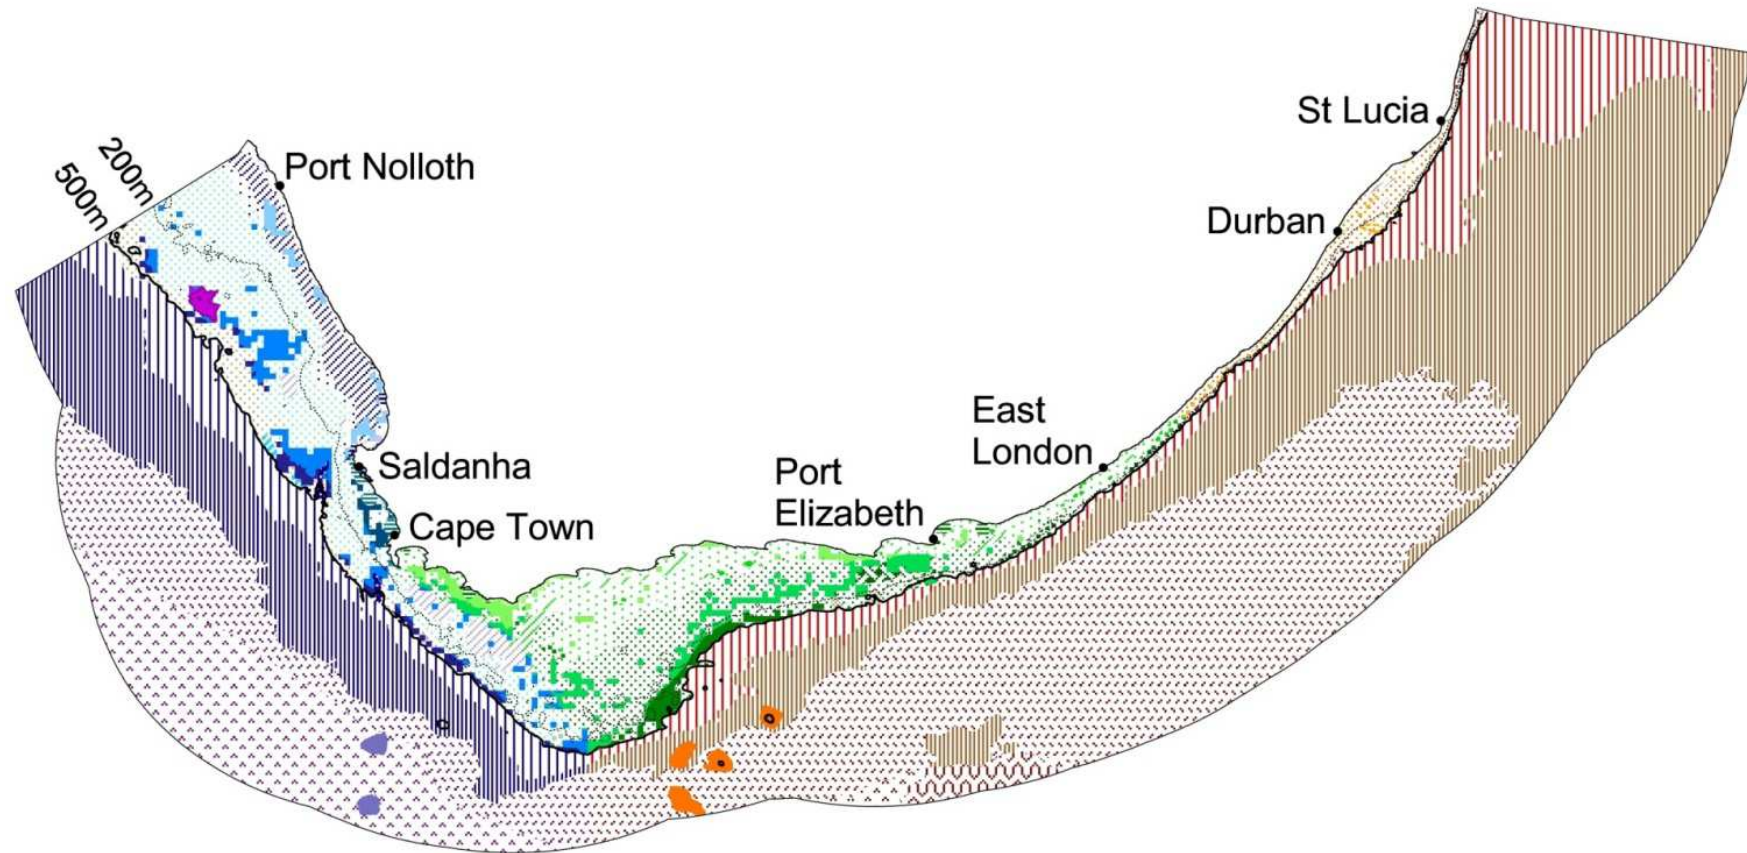 St Lucia
200m
500m
Port Nolloth
Durban
East
London
Saldanha
Port
Elizabeth
Cape Town